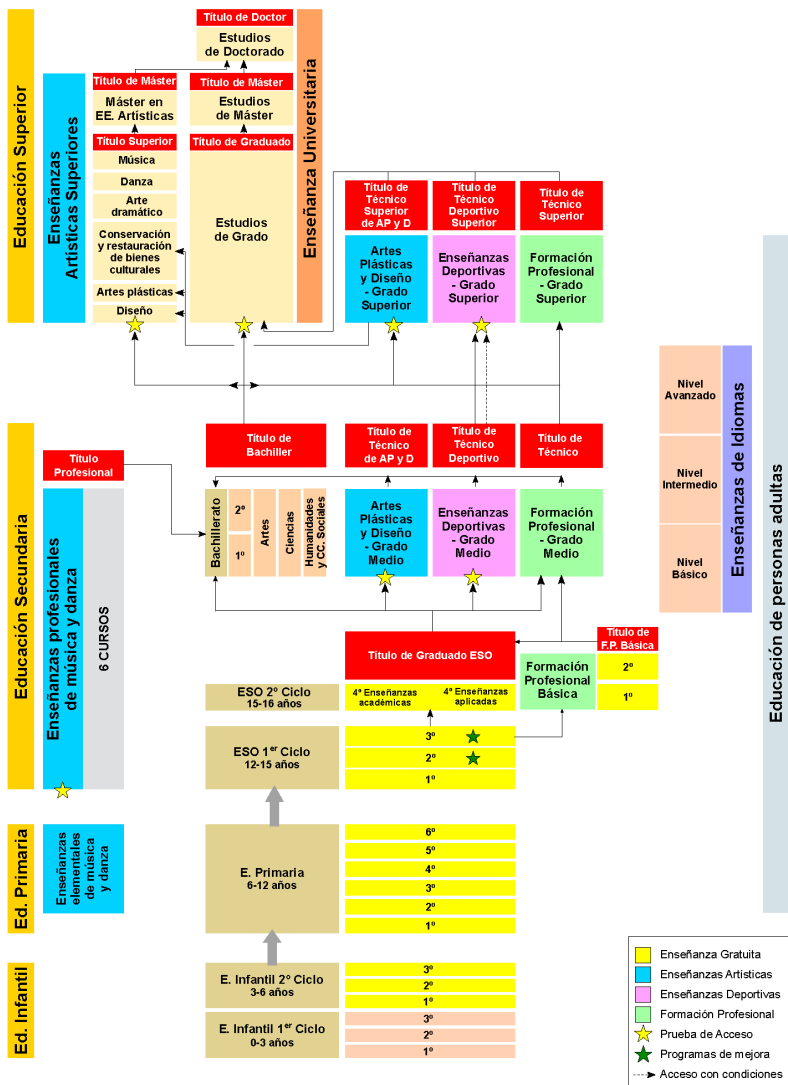 Título de Doctor
Estudios
de Doctorado
Título de Máster
Máster en
EE. Artísticas
Título de Máster
Estudios
de Máster
Título Superior
Música
Danza
Arte
dramático
Conservación
y restauración
de bienes
culturales
Artes plásticas
Diseño
Título de Graduado
Estudios
de Grado
Educación Superior
Enseñanzas
Artísticas Superiores
Enseñanza Universitaria
Título de
Técnico
Superior
de AP y D
Título de
Técnico
Deportivo
Superior
Título de
Técnico
Superior
Artes
Plásticas
y Diseño
- Grado
Superior
Enseñanzas
Deportivas
- Grado
Superior
Formación
Profesional
- Grado
Superior
Nivel
Avanzado
Nivel
Intermedio
Nivel
Básico
Enseñanzas de Idiomas
Educación de personas adultas
Educación Secundaria
Título
Profesional
Enseñanzas profesionales
de música y danza
6 CURSOS
Título de
Bachiller
Título de
Técnico
de AP y D
Título de
Técnico
Deportivo
Título de
Técnico
Bachillerato
2º
1º
Artes
Ciencias
Humanidades
y CC. Sociales
Artes
Plásticas
y Diseño
- Grado
Medio
Enseñanzas
Deportivas
- Grado
Medio
Formación
Profesional
- Grado
Medio
Título de Graduado ESO
Título de
F.P. Básica
Formación
Profesional
Básica
2º
1º
ESO 2º Ciclo
15-16 años
4º Enseñanzas
académicas
4º Enseñanzas
aplicadas
ESO 1er Ciclo
12-15 años
3º
2º
1º
Ed. Primaria
Enseñanzas
elementales
de música
y danza
E. Primaria
6-12 años
6º
5º
4º
3º
2º
1º
Ed. Infantil
E. Infantil 2º Ciclo
3-6 años
3º
2º
1º
E. Infantil 1er Ciclo
0-3 años
3º
2º
1º
Enseñanza Gratuita
Enseñanzas Artísticas
Enseñanzas Deportivas
Formación Profesional
Prueba de Acceso
Programas de mejora
Acceso con condiciones